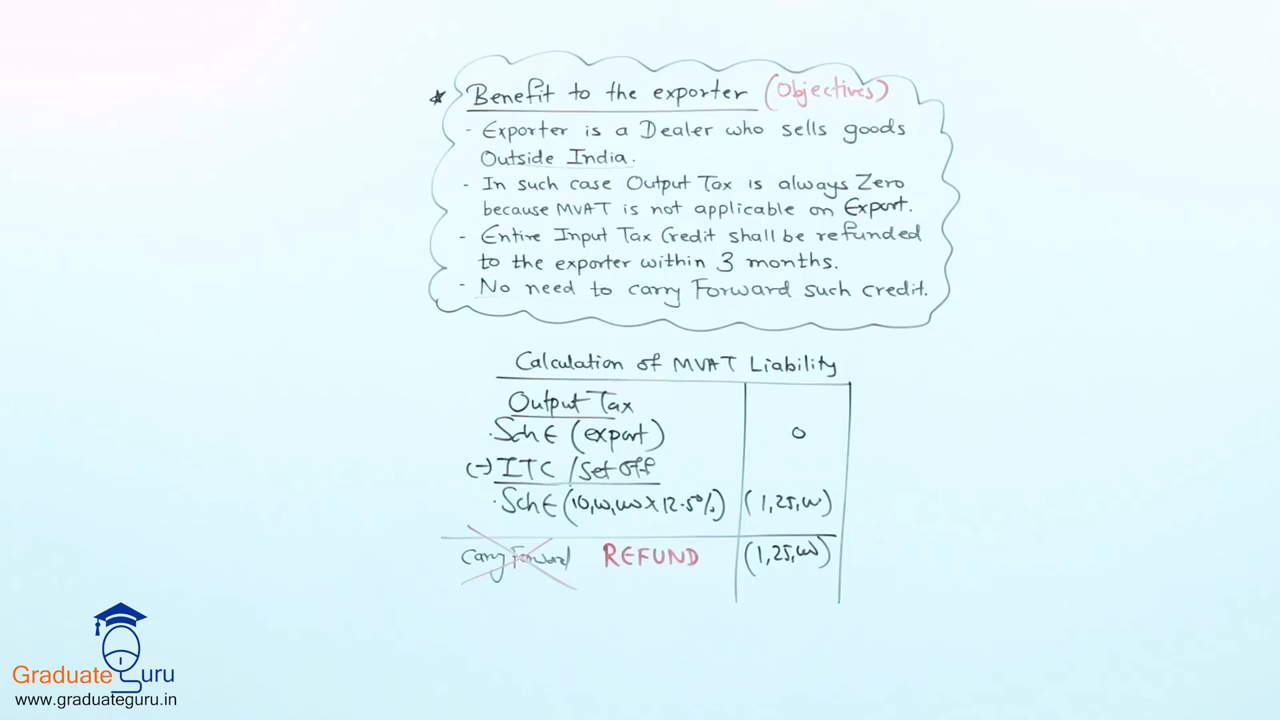 * Benefit to the exporter (Objectives)
- Exporter is a Dealer who sells goods
Outside India.
- In such case Output Tax is always Zero
because MVAT is not applicable on Export.
- Entire Input Tax Credit shall be refunded
to the exporter within 3 months.
- No need to carry Forward such credit.
Calculation of MVAT Liability
Output Tax
. Sch E (export) 0
(-) ITC / Set Off
. Sch E (10,00,000 x 12.5%) (1,25,000)
Carry Forward REFUND (1,25,000)
Graduate Guru
www.graduateguru.in